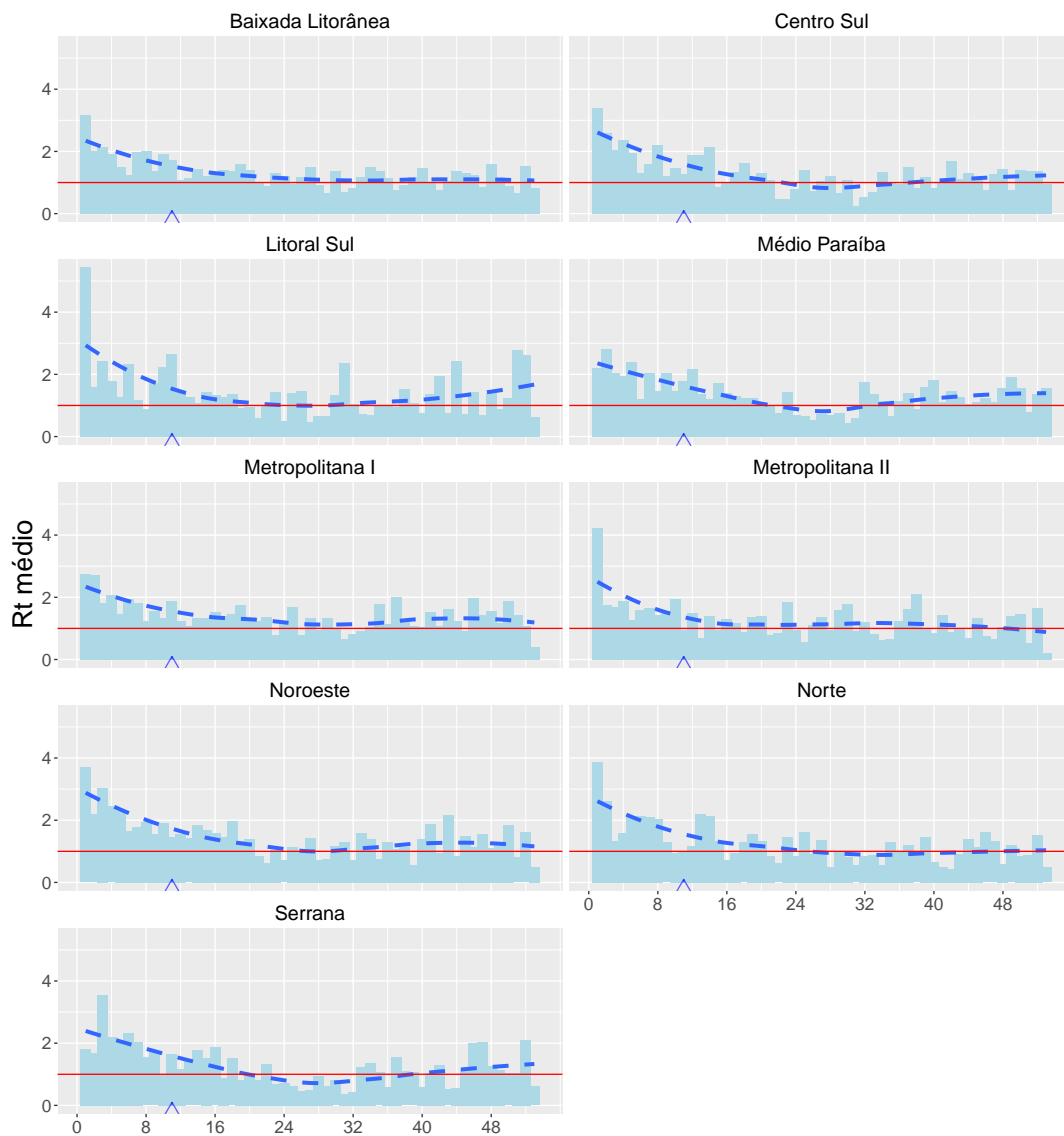 Baixada Litorânea
Centro Sul
4
2
0
Litoral Sul
Médio Paraíba
4
2
0
Metropolitana I
Metropolitana II
4
2
0
Rt médio
Noroeste
Norte
4
2
0
0 8 16 24 32 40 48
Serrana
4
2
0
0 8 16 24 32 40 48